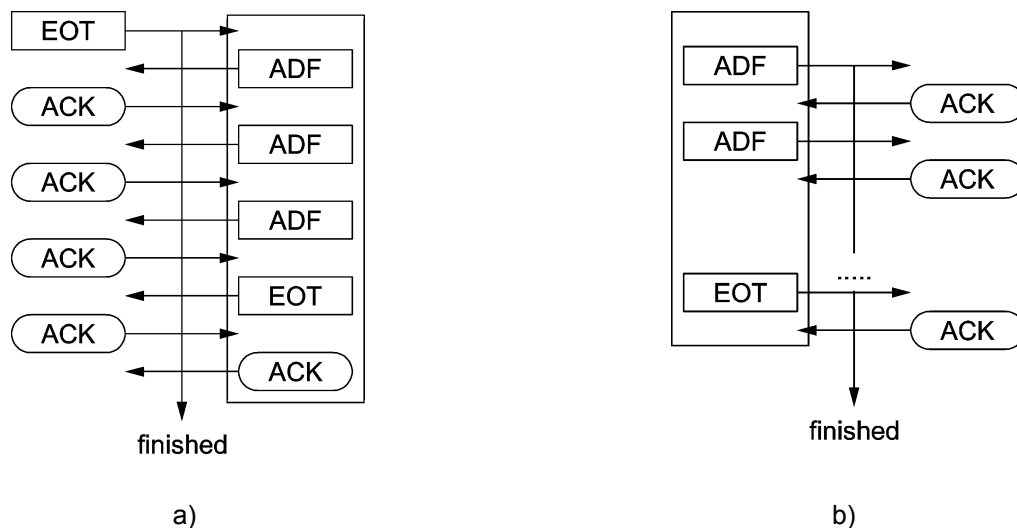 EOT
ADF
ACK
ADF
ACK
ADF
ACK
EOT
ACK
ACK
finished
a)
ADF
ACK
ADF
ACK
.....
EOT
ACK
finished
b)